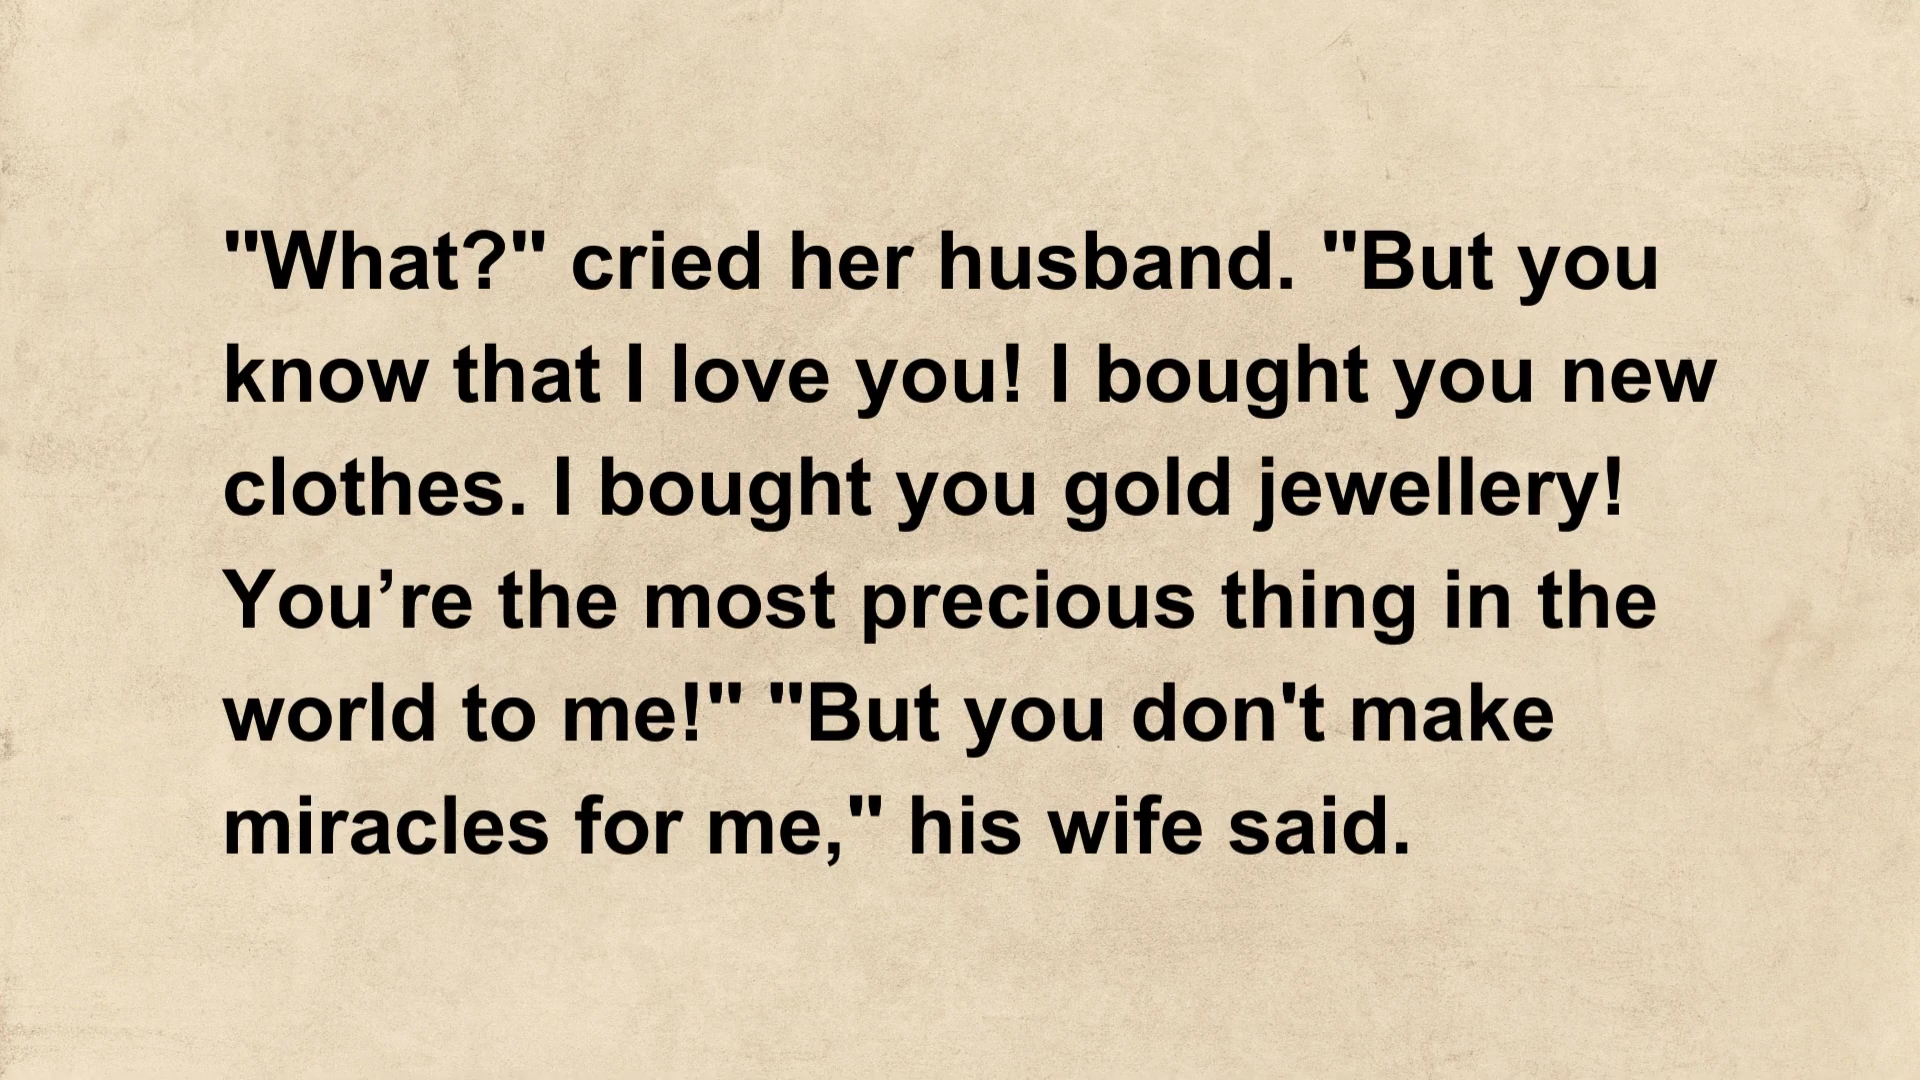 "What?" cried her husband. "But you
know that I love you! I bought you new
clothes. I bought you gold jewellery!
You’re the most precious thing in the
world to me!" "But you don't make
miracles for me," his wife said.